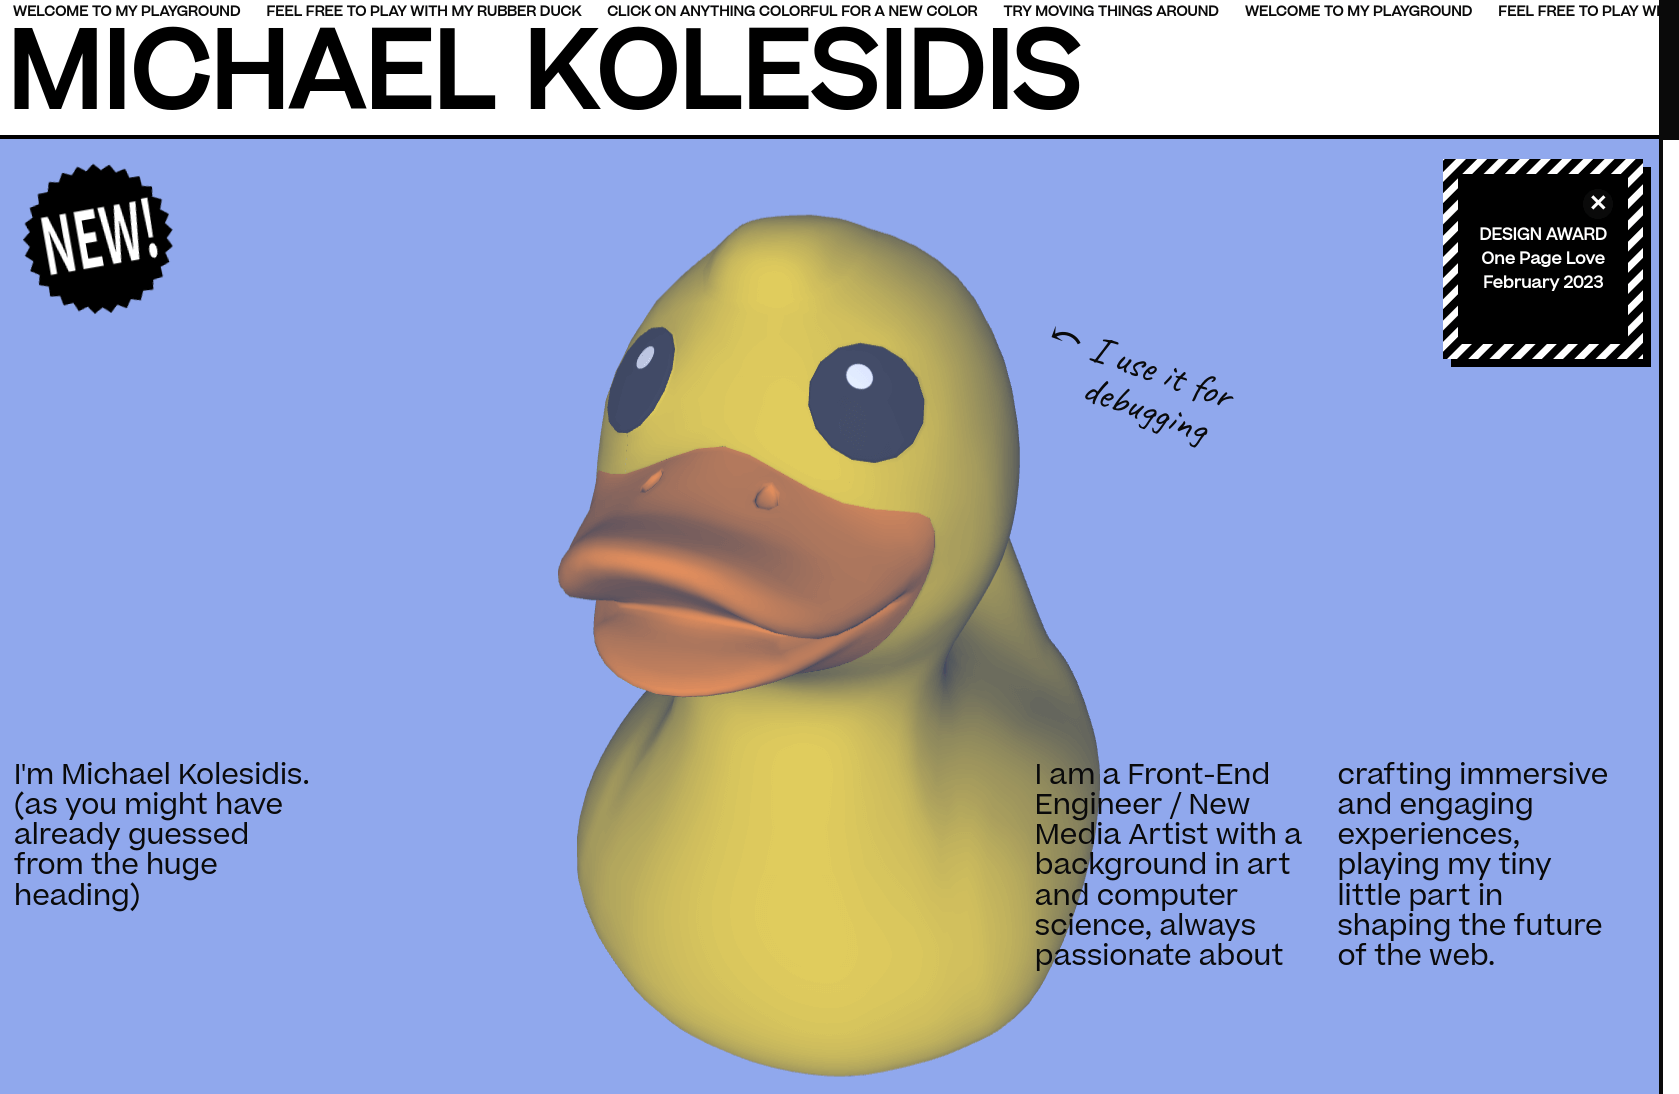 WELCOME TO MY PLAYGROUND FEEL FREE TO PLAY WITH MY RUBBER DUCK CLICK ON ANYTHING COLORFUL FOR A NEW COLOR TRY MOVING THINGS AROUND WELCOME TO MY PLAYGROUND FEEL FREE TO PLAY
MICHAEL KOLESIDIS
NEW!
DESIGN AWARD
One Page Love
February 2023
I use it for
debugging
I'm Michael Kolesidis.
(as you might have
already guessed
from the huge
heading)
I am a Front-End
Engineer / New
Media Artist with a
background in art
and computer
science, always
passionate about
crafting immersive
and engaging
experiences,
playing my tiny
little part in
shaping the future
of the web.